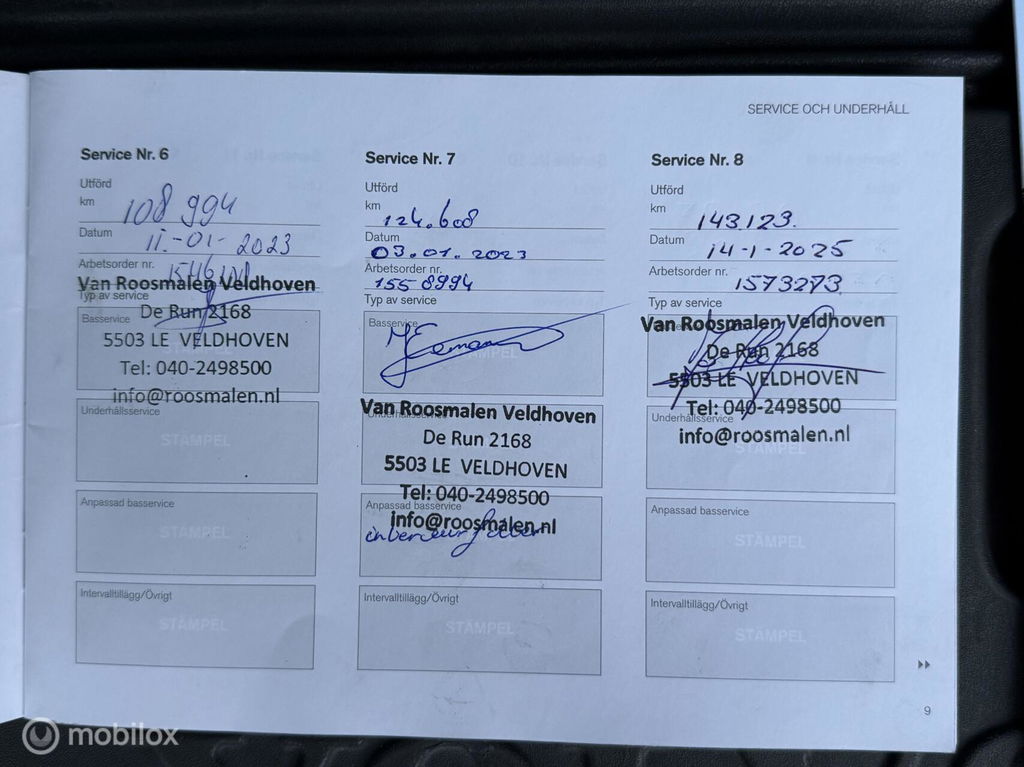 SERVICE OCH UNDERHÅLL
Service Nr. 6
Utförd
km 108 994
Datum 11-01-2023
Arbetsorder nr.
Typ av service
Van Roosmalen Veldhoven
De Run 2168
5503 LE VELDHOVEN
Tel: 040-2498500
info@roosmalen.nl
Basservice
Underhållsservice
STÄMPEL
Anpassad basservice
STÄMPEL
Intervalltillägg/Övrigt
STÄMPEL
Service Nr. 7
Utförd
km 124.608
Datum 03.01.2023
Arbetsorder nr. 1558994
Typ av service
Basservice
STÄMPEL
Underhållsservice
Van Roosmalen Veldhoven
De Run 2168
5503 LE VELDHOVEN
Tel: 040-2498500
info@roosmalen.nl
Anpassad basservice
interieurfilter
Intervalltillägg/Övrigt
STÄMPEL
Service Nr. 8
Utförd
km 143.123.
Datum 14-1-2025
Arbetsorder nr. 1573273
Typ av service
Van Roosmalen Veldhoven
De Run 2168
5503 LE VELDHOVEN
Tel: 040-2498500
info@roosmalen.nl
Underhållsservice
STÄMPEL
Anpassad basservice
STÄMPEL
Intervalltillägg/Övrigt
STÄMPEL
9
mobilox